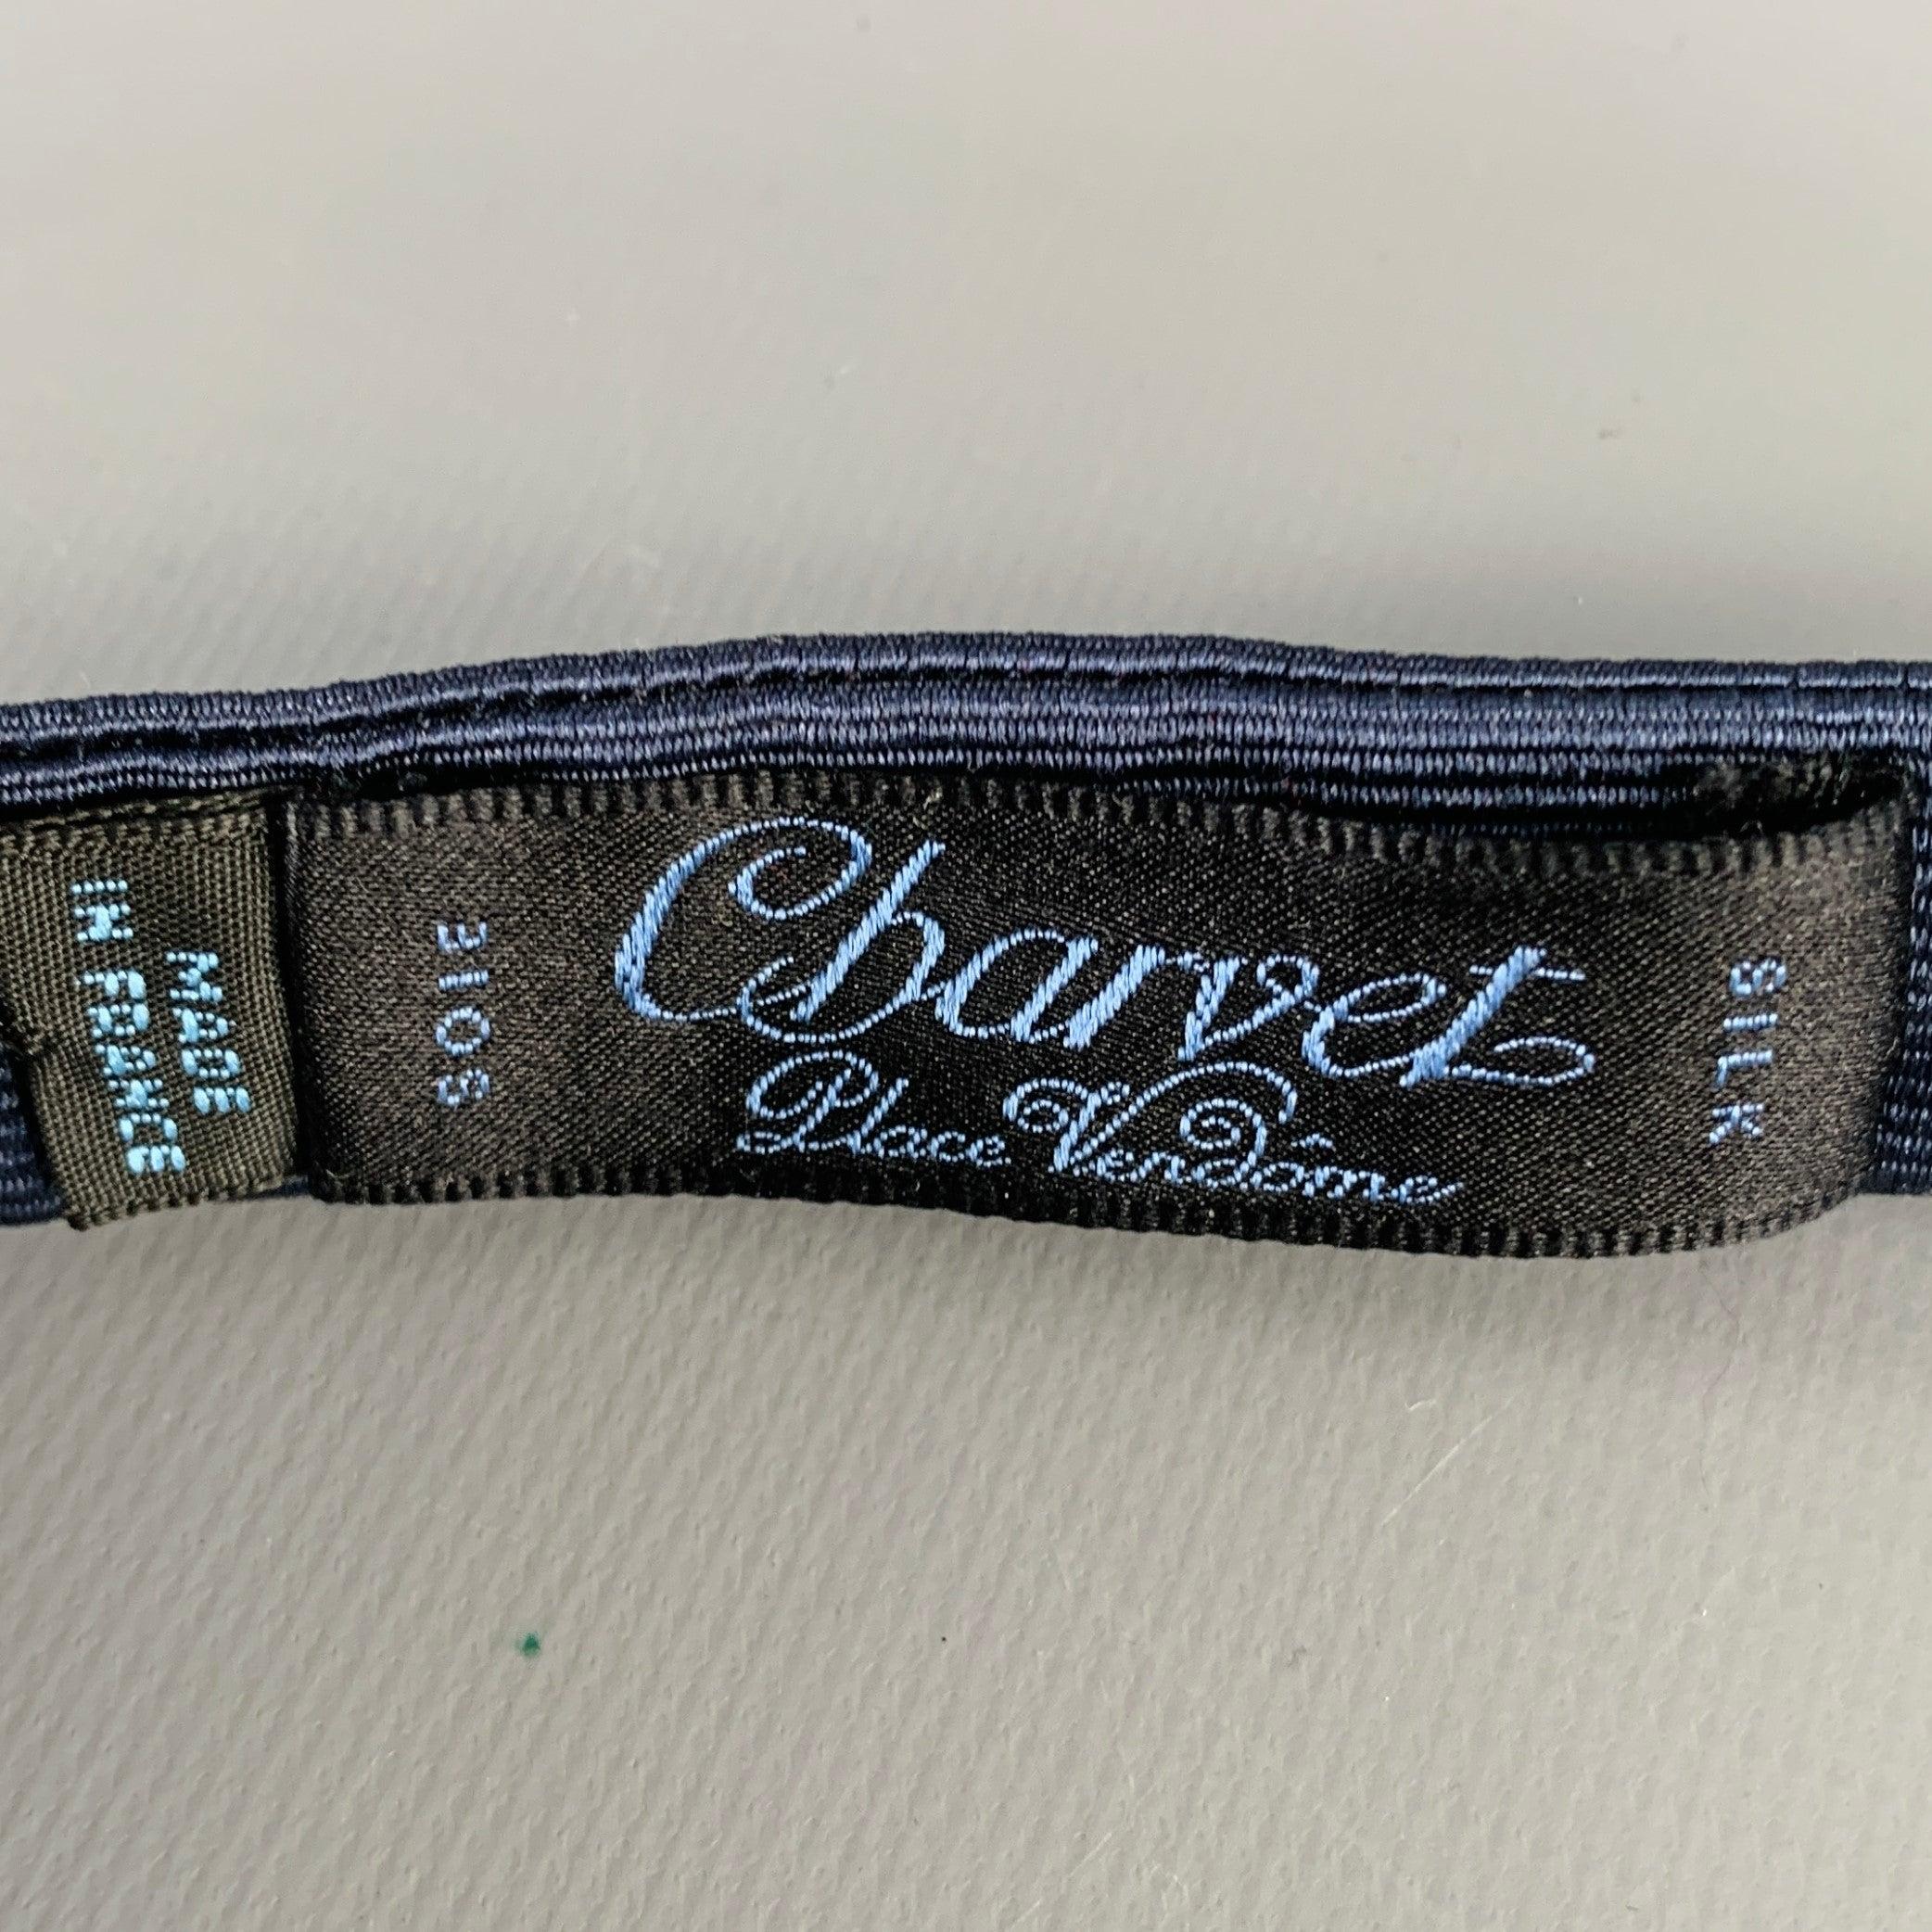 MADE
IN FRANCE
SOIE
Charvet
Place Vendôme
SILK